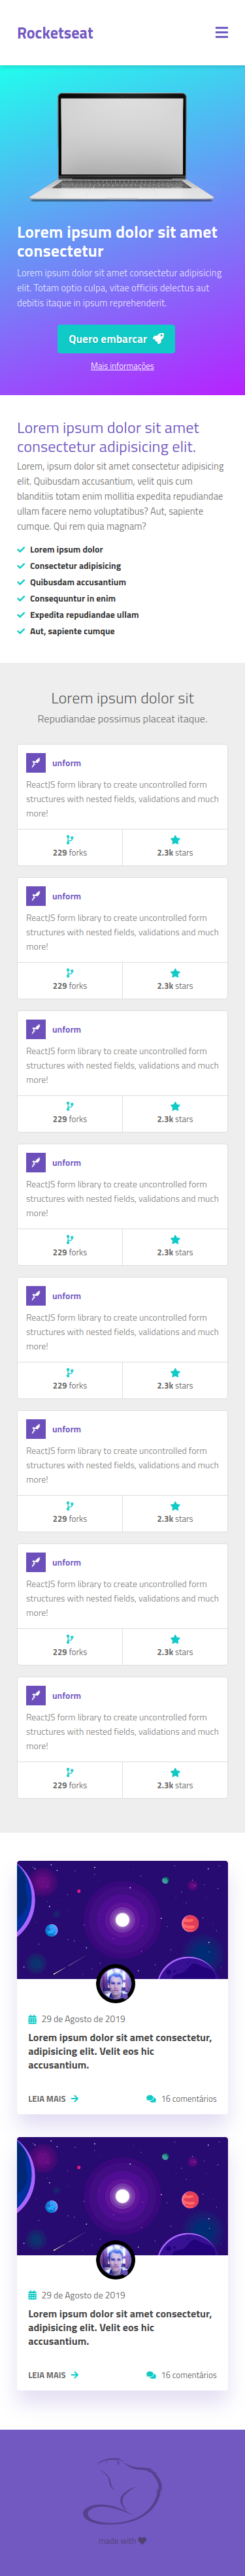 Rocketseat
Lorem ipsum dolor sit amet
consectetur
Lorem ipsum dolor sit amet consectetur adipisicing
elit. Totam optio culpa, vitae officiis delectus aut
debitis itaque in ipsum reprehenderit.
Quero embarcar
Mais informações
Lorem ipsum dolor sit amet
consectetur adipisicing elit.
Lorem, ipsum dolor sit amet consectetur adipisicing
elit. Quibusdam accusantium, velit quis cum
blanditiis totam enim mollitia expedita repudiandae
ullam facere nemo voluptatibus? Aut, sapiente
cumque. Qui rem quia magnam?
Lorem ipsum dolor
Consectetur adipisicing
Quibusdam accusantium
Consequuntur in enim
Expedita repudiandae ullam
Aut, sapiente cumque
Lorem ipsum dolor sit
Repudiandae possimus placeat itaque.
unform
ReactJS form library to create uncontrolled form
structures with nested fields, validations and much
more!
229 forks 2.3k stars
unform
ReactJS form library to create uncontrolled form
structures with nested fields, validations and much
more!
229 forks 2.3k stars
unform
ReactJS form library to create uncontrolled form
structures with nested fields, validations and much
more!
229 forks 2.3k stars
unform
ReactJS form library to create uncontrolled form
structures with nested fields, validations and much
more!
229 forks 2.3k stars
unform
ReactJS form library to create uncontrolled form
structures with nested fields, validations and much
more!
229 forks 2.3k stars
unform
ReactJS form library to create uncontrolled form
structures with nested fields, validations and much
more!
229 forks 2.3k stars
unform
ReactJS form library to create uncontrolled form
structures with nested fields, validations and much
more!
229 forks 2.3k stars
unform
ReactJS form library to create uncontrolled form
structures with nested fields, validations and much
more!
229 forks 2.3k stars
29 de Agosto de 2019
Lorem ipsum dolor sit amet consectetur,
adipisicing elit. Velit eos hic
accusantium.
LEIA MAIS 16 comentários
29 de Agosto de 2019
Lorem ipsum dolor sit amet consectetur,
adipisicing elit. Velit eos hic
accusantium.
LEIA MAIS 16 comentários
made with